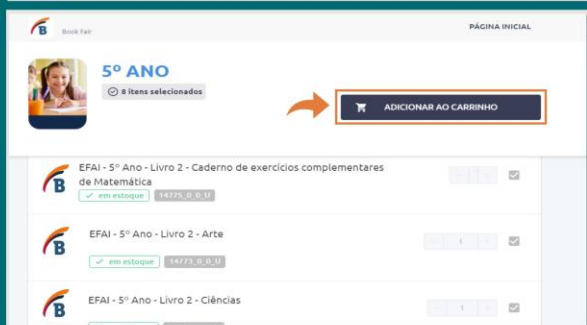 B Book Fair
PÁGINA INICIAL
5º ANO
8 itens selecionados
ADICIONAR AO CARRINHO
EFAI - 5º Ano - Livro 2 - Caderno de exercícios complementares
de Matemática
em estoque 14775_0_0_U
B
EFAI - 5º Ano - Livro 2 - Arte
1
em estoque 14773_0_0_U
B
EFAI - 5º Ano - Livro 2 - Ciências
1
B